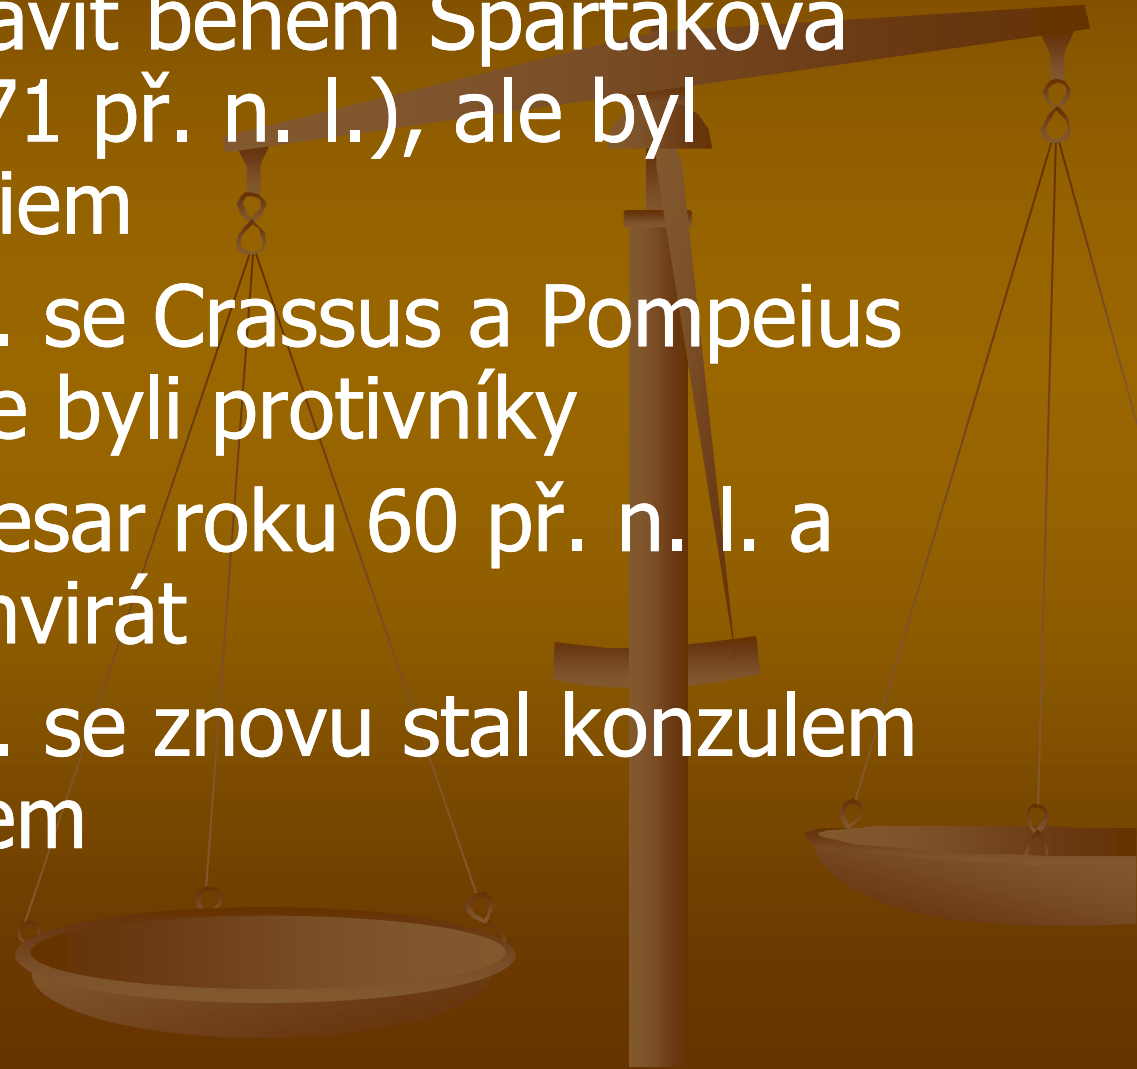 avit během Spartakova
71 př. n. l.), ale byl
iem
. se Crassus a Pompeius
e byli protivníky
esar roku 60 př. n. l. a
nvirát
. se znovu stal konzulem
em